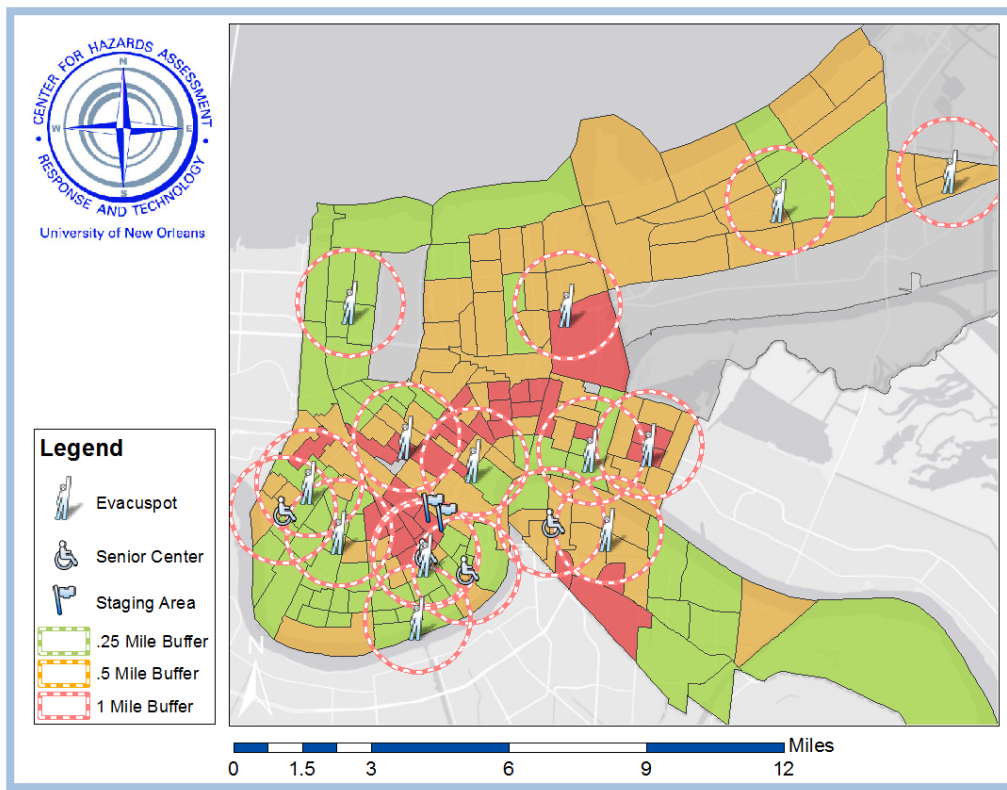 CENTER FOR HAZARDS ASSESSMENT
RESPONSE AND TECHNOLOGY
N
W
E
S
University of New Orleans
Legend
Evacuspot
Senior Center
Staging Area
.25 Mile Buffer
.5 Mile Buffer
1 Mile Buffer
N
Miles
0 1.5 3 6 9 12